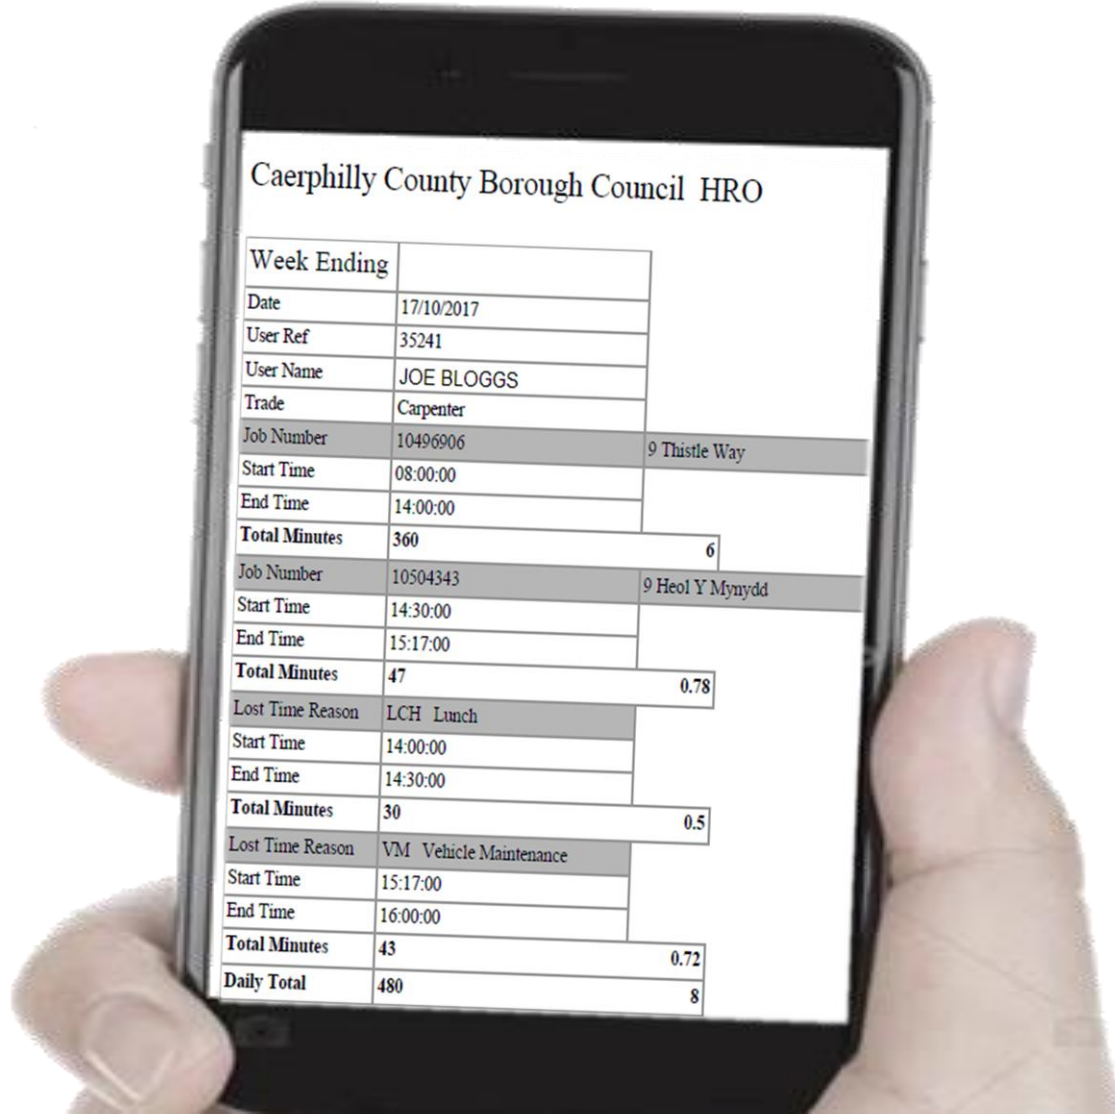 Caerphilly County Borough Council HRO
Week Ending
Date 17/10/2017
User Ref 35241
User Name JOE BLOGGS
Trade Carpenter
Job Number 10496906 9 Thistle Way
Start Time 08:00:00
End Time 14:00:00
Total Minutes 360 6
Job Number 10504343 9 Heol Y Mynydd
Start Time 14:30:00
End Time 15:17:00
Total Minutes 47 0.78
Lost Time Reason LCH Lunch
Start Time 14:00:00
End Time 14:30:00
Total Minutes 30 0.5
Lost Time Reason VM Vehicle Maintenance
Start Time 15:17:00
End Time 16:00:00
Total Minutes 43 0.72
Daily Total 480 8